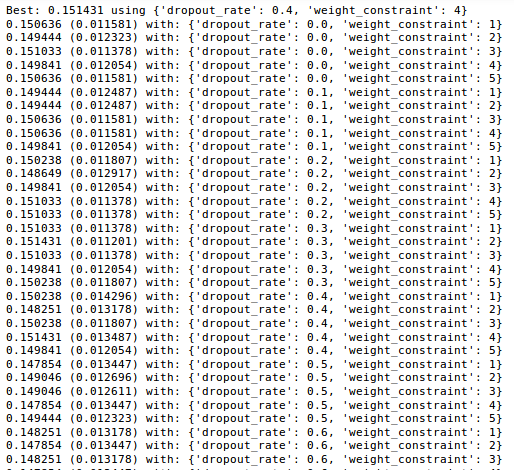 Best: 0.151431 using {'dropout_rate': 0.4, 'weight_constraint': 4}
0.150636 (0.011581) with: {'dropout_rate': 0.0, 'weight_constraint': 1}
0.149444 (0.012323) with: {'dropout_rate': 0.0, 'weight_constraint': 2}
0.151033 (0.011378) with: {'dropout_rate': 0.0, 'weight_constraint': 3}
0.149841 (0.012054) with: {'dropout_rate': 0.0, 'weight_constraint': 4}
0.150636 (0.011581) with: {'dropout_rate': 0.0, 'weight_constraint': 5}
0.149444 (0.012487) with: {'dropout_rate': 0.1, 'weight_constraint': 1}
0.149444 (0.012487) with: {'dropout_rate': 0.1, 'weight_constraint': 2}
0.150636 (0.011581) with: {'dropout_rate': 0.1, 'weight_constraint': 3}
0.150636 (0.011581) with: {'dropout_rate': 0.1, 'weight_constraint': 4}
0.149841 (0.012054) with: {'dropout_rate': 0.1, 'weight_constraint': 5}
0.150238 (0.011807) with: {'dropout_rate': 0.2, 'weight_constraint': 1}
0.148649 (0.012917) with: {'dropout_rate': 0.2, 'weight_constraint': 2}
0.149841 (0.012054) with: {'dropout_rate': 0.2, 'weight_constraint': 3}
0.151033 (0.011378) with: {'dropout_rate': 0.2, 'weight_constraint': 4}
0.151033 (0.011378) with: {'dropout_rate': 0.2, 'weight_constraint': 5}
0.151033 (0.011378) with: {'dropout_rate': 0.3, 'weight_constraint': 1}
0.151431 (0.011201) with: {'dropout_rate': 0.3, 'weight_constraint': 2}
0.151033 (0.011378) with: {'dropout_rate': 0.3, 'weight_constraint': 3}
0.149841 (0.012054) with: {'dropout_rate': 0.3, 'weight_constraint': 4}
0.150238 (0.011807) with: {'dropout_rate': 0.3, 'weight_constraint': 5}
0.150238 (0.014296) with: {'dropout_rate': 0.4, 'weight_constraint': 1}
0.148251 (0.013178) with: {'dropout_rate': 0.4, 'weight_constraint': 2}
0.150238 (0.011807) with: {'dropout_rate': 0.4, 'weight_constraint': 3}
0.151431 (0.013487) with: {'dropout_rate': 0.4, 'weight_constraint': 4}
0.149841 (0.012054) with: {'dropout_rate': 0.4, 'weight_constraint': 5}
0.147854 (0.013447) with: {'dropout_rate': 0.5, 'weight_constraint': 1}
0.149046 (0.012696) with: {'dropout_rate': 0.5, 'weight_constraint': 2}
0.149046 (0.012611) with: {'dropout_rate': 0.5, 'weight_constraint': 3}
0.147854 (0.013447) with: {'dropout_rate': 0.5, 'weight_constraint': 4}
0.149444 (0.012323) with: {'dropout_rate': 0.5, 'weight_constraint': 5}
0.148251 (0.013178) with: {'dropout_rate': 0.6, 'weight_constraint': 1}
0.147854 (0.013447) with: {'dropout_rate': 0.6, 'weight_constraint': 2}
0.148251 (0.013178) with: {'dropout_rate': 0.6, 'weight_constraint': 3}